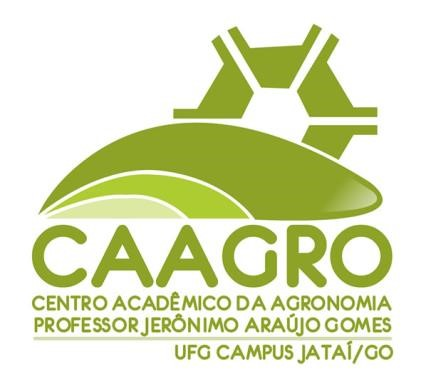 CAAGRO
CENTRO ACADÊMICO DA AGRONOMIA
PROFESSOR JERÔNIMO ARAÚJO GOMES
UFG CAMPUS JATAÍ/GO